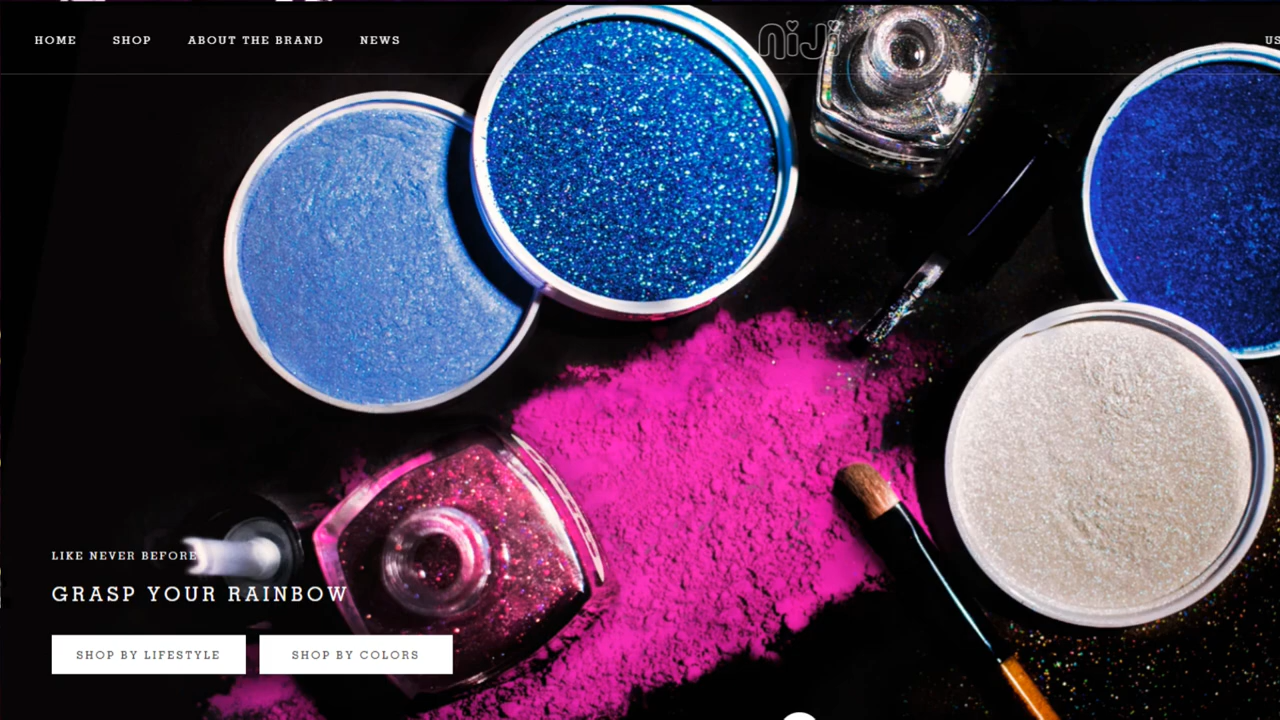 HOME SHOP ABOUT THE BRAND NEWS niji US
LIKE NEVER BEFORE
GRASP YOUR RAINBOW
SHOP BY LIFESTYLE SHOP BY COLORS